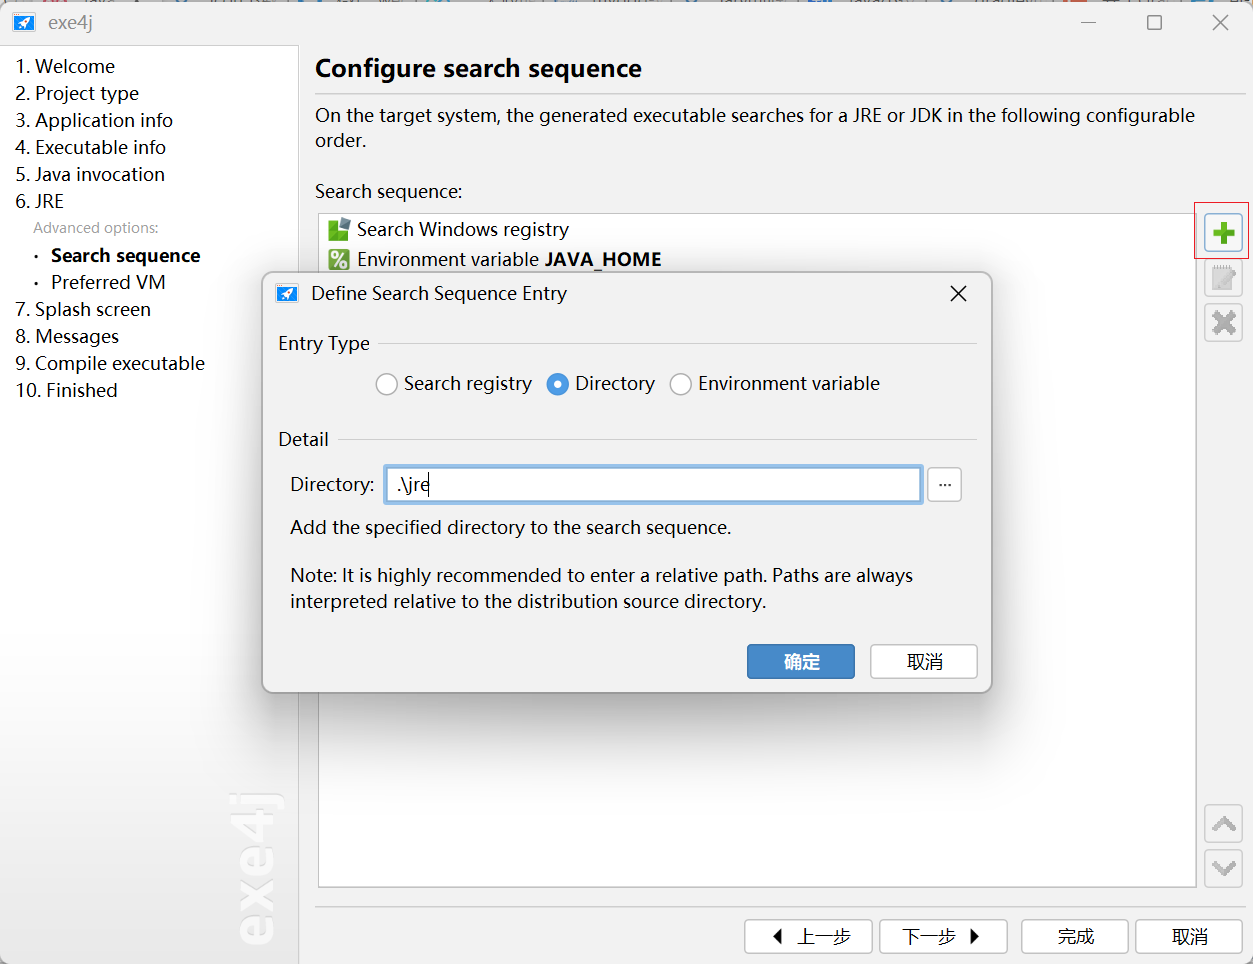 exe4j
1. Welcome
2. Project type
3. Application info
4. Executable info
5. Java invocation
6. JRE
Advanced options:
· Search sequence
· Preferred VM
7. Splash screen
8. Messages
9. Compile executable
10. Finished
exe4j
Configure search sequence
On the target system, the generated executable searches for a JRE or JDK in the following configurable
order.
Search sequence:
Search Windows registry
Environment variable JAVA_HOME
Define Search Sequence Entry
Entry Type
Search registry Directory Environment variable
Detail
Directory: .\jre ...
Add the specified directory to the search sequence.
Note: It is highly recommended to enter a relative path. Paths are always
interpreted relative to the distribution source directory.
确定 取消
上一步 下一步 完成 取消